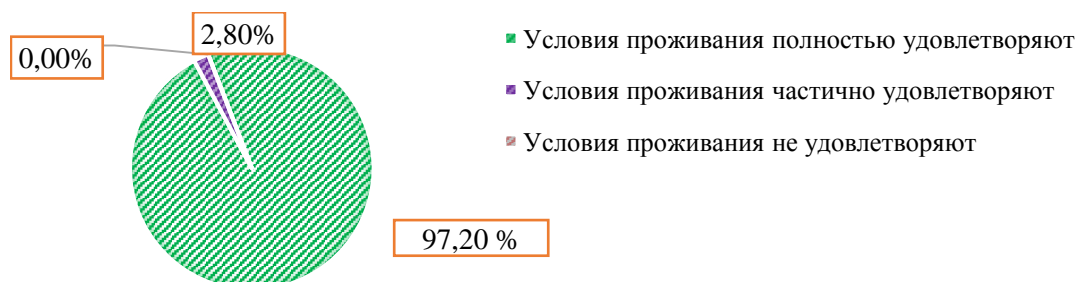 2,80%
0,00%
Условия проживания полностью удовлетворяют
Условия проживания частично удовлетворяют
Условия проживания не удовлетворяют
97,20 %